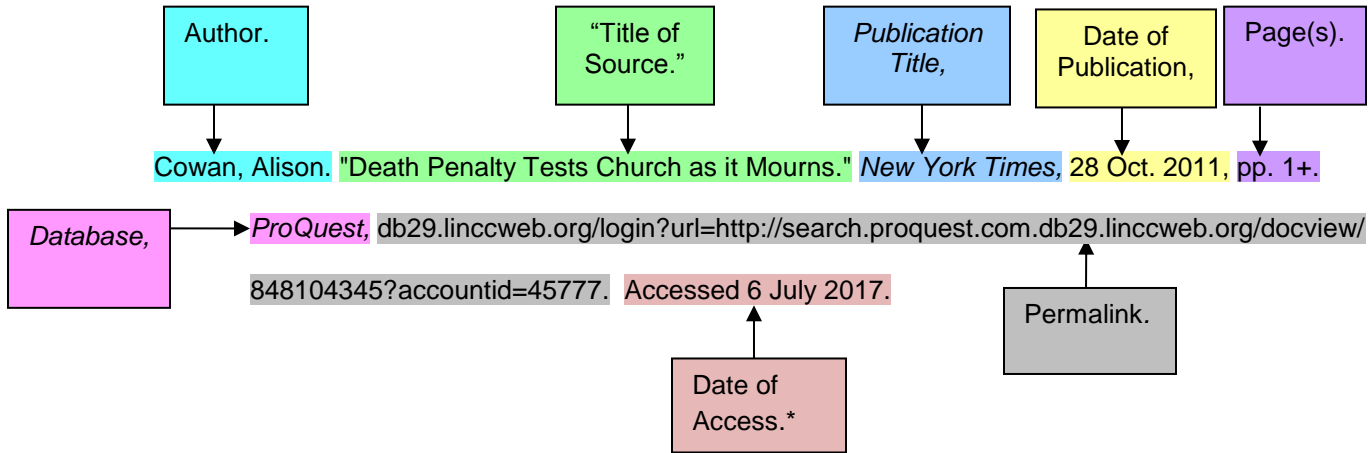 Author.
“Title of
Source.”
Publication
Title,
Date of
Publication,
Page(s).
Cowan, Alison. "Death Penalty Tests Church as it Mourns." New York Times, 28 Oct. 2011, pp. 1+.
Database,
ProQuest, db29.linccweb.org/login?url=http://search.proquest.com.db29.linccweb.org/docview/
848104345?accountid=45777. Accessed 6 July 2017.
Permalink.
Date of
Access.*